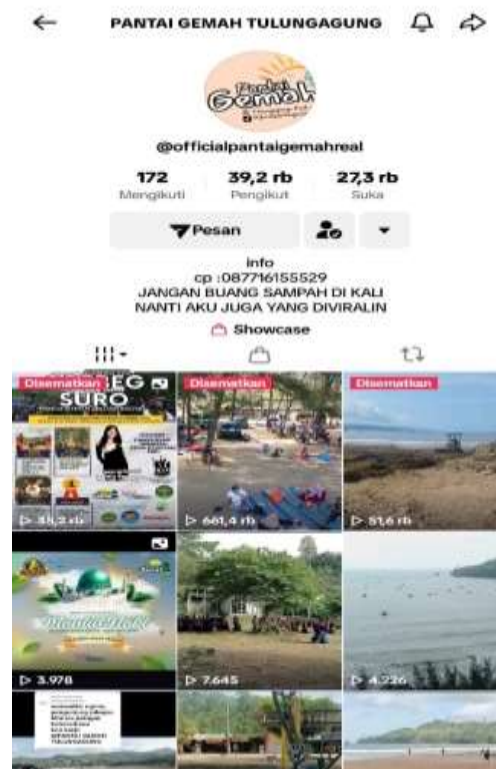 PANTAI GEMAH TULUNGAGUNG
Pantai
Gemah
@officialpantaigemahreal
172 39,2 rb 27,3 rb
Mengikuti Pengikut Suka
Pesan
info
cp :087716155529
JANGAN BUANG SAMPAH DI KALI
NANTI AKU JUGA YANG DIVIRALIN
Showcase
Disematkan Disematkan Disematkan
SURO
661,4 rb 51,6 rb
3.978 7.645 4.226